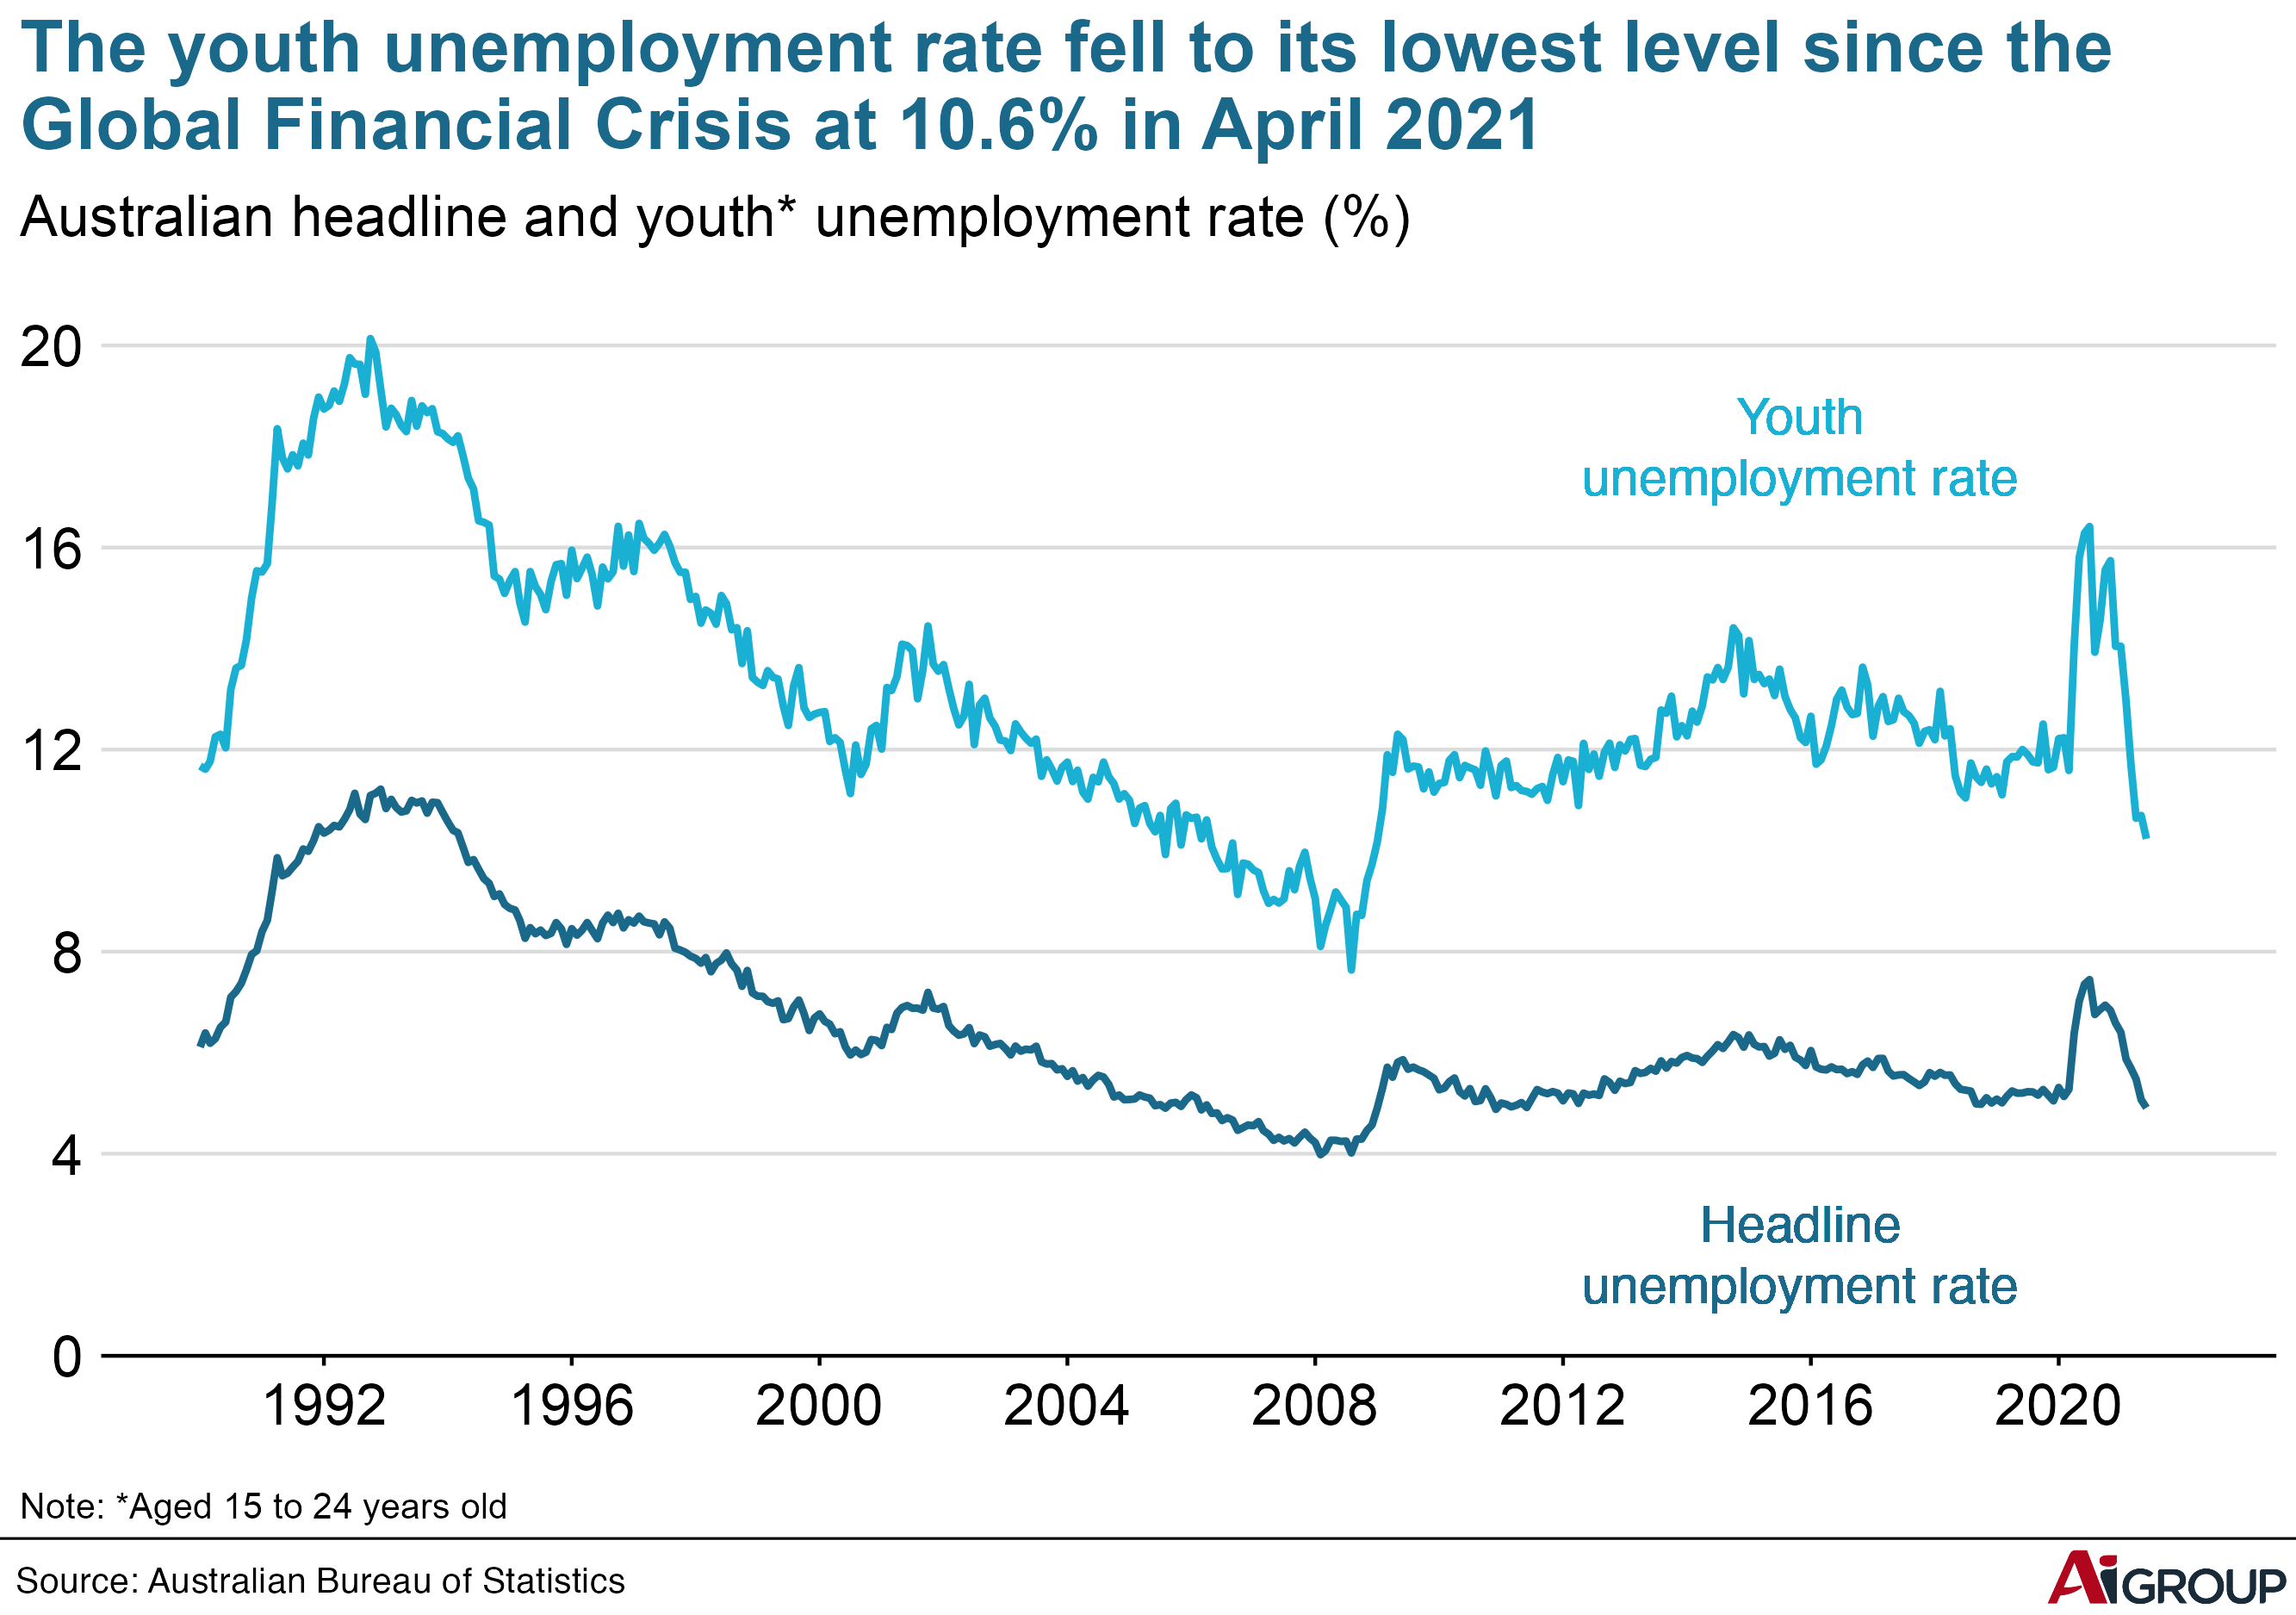 The youth unemployment rate fell to its lowest level since the
Global Financial Crisis at 10.6% in April 2021
Australian headline and youth* unemployment rate (%)
20
16
12
8
4
0
Youth
unemployment rate
Headline
unemployment rate
1992 1996 2000 2004 2008 2012 2016 2020
Note: *Aged 15 to 24 years old
Source: Australian Bureau of Statistics
Ai GROUP